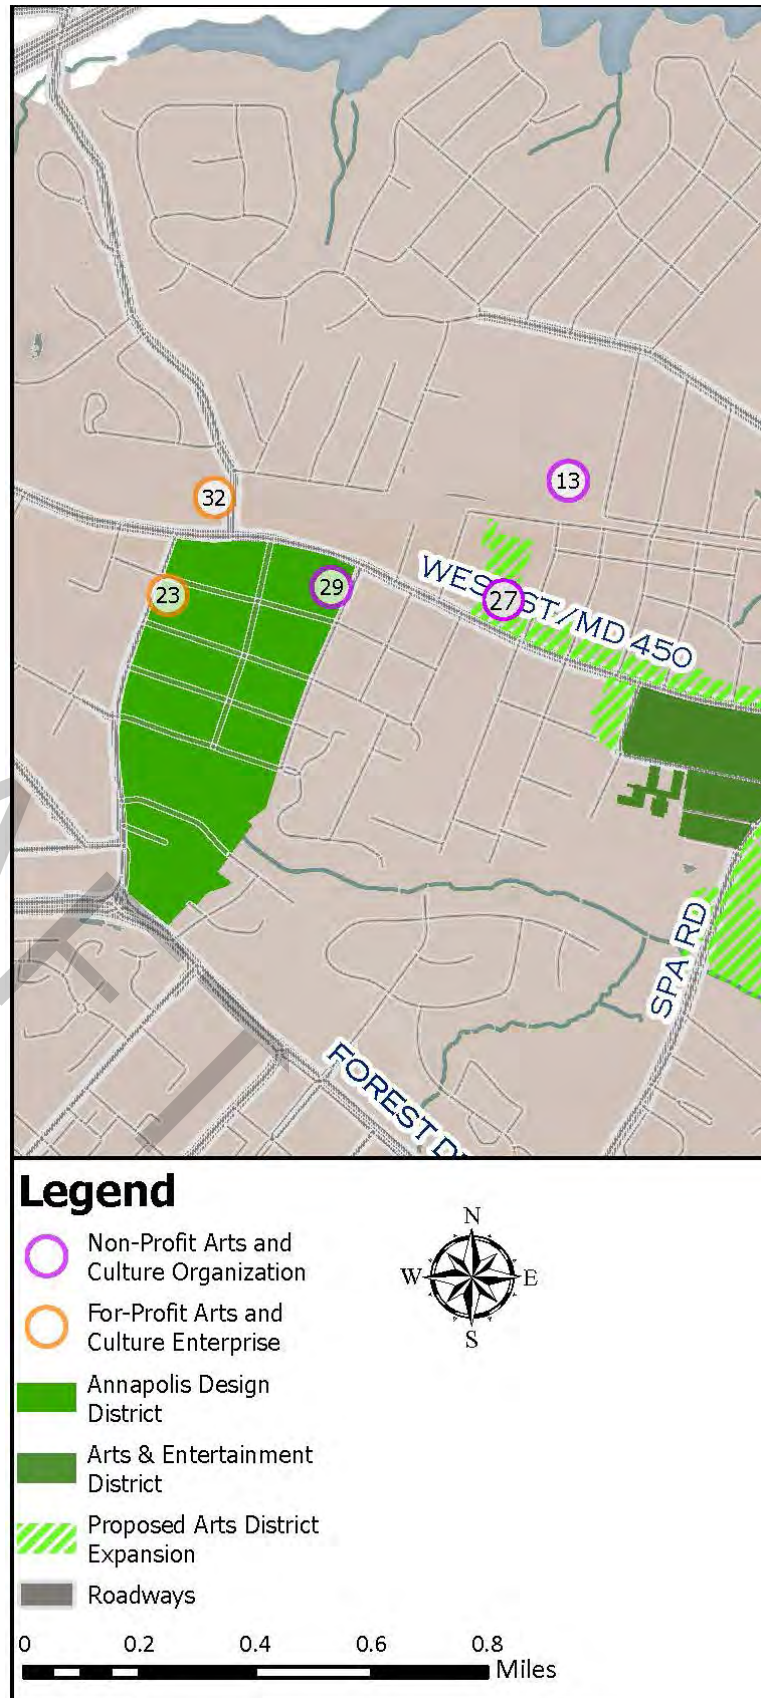 13
32
WEST ST/MD 450
29
23
27
SPA RD
FOREST D
Legend
Non-Profit Arts and
Culture Organization
For-Profit Arts and
Culture Enterprise
Annapolis Design
District
Arts & Entertainment
District
Proposed Arts District
Expansion
Roadways
N
W E
S
0 0.2 0.4 0.6 0.8
Miles